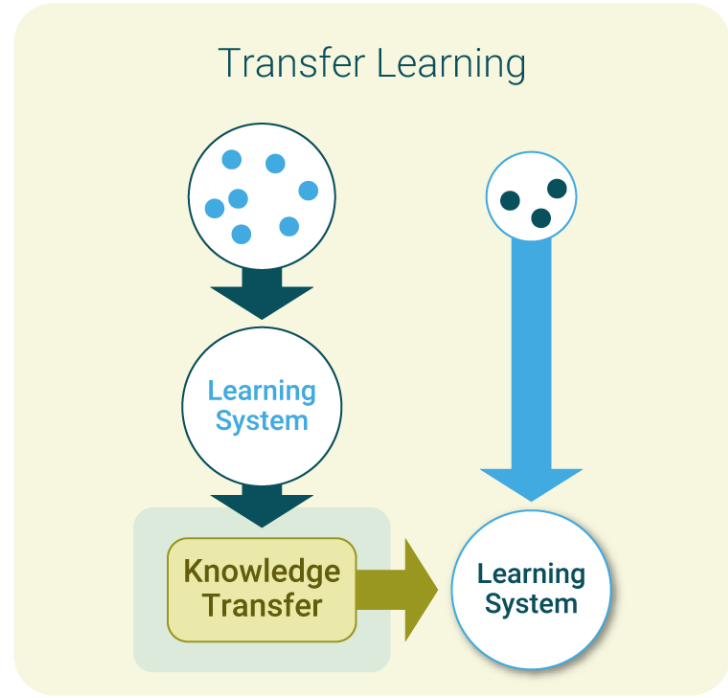 Transfer Learning
Learning
System
Knowledge
Transfer
Learning
System